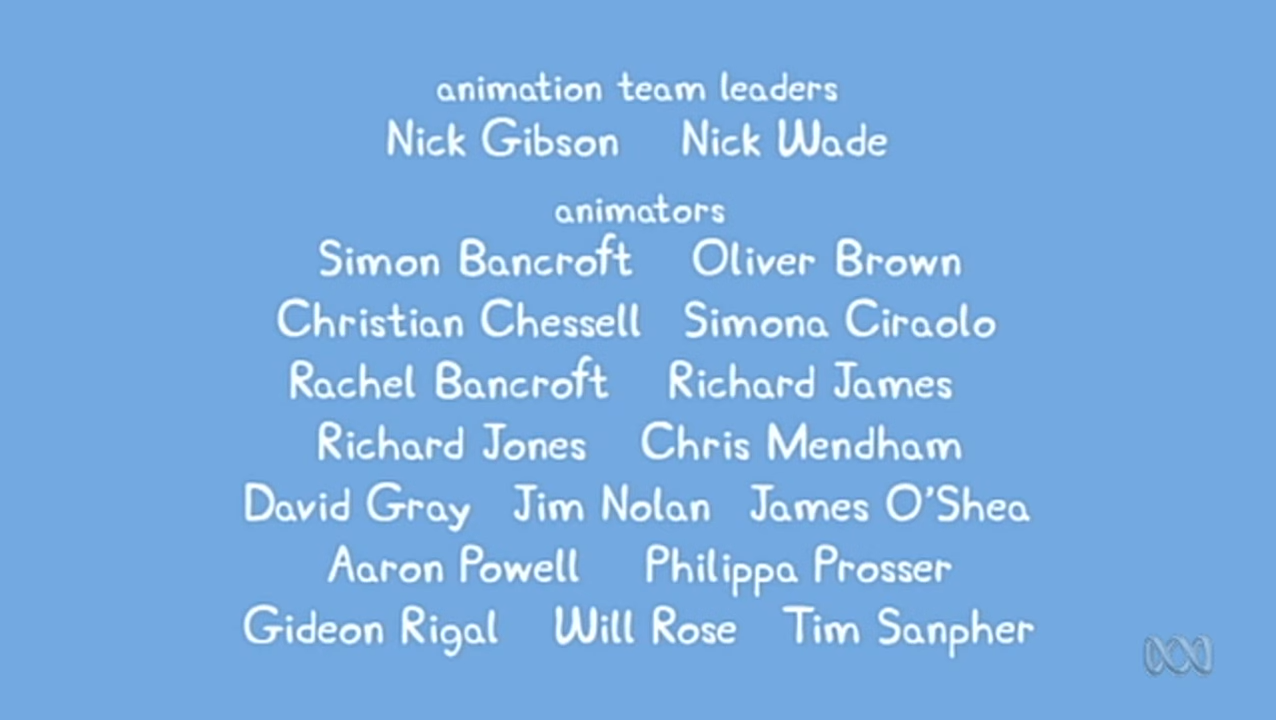 animation team leaders
Nick Gibson Nick Wade
animators
Simon Bancroft Oliver Brown
Christian Chessell Simona Ciraolo
Rachel Bancroft Richard James
Richard Jones Chris Mendham
David Gray Jim Nolan James O'Shea
Aaron Powell Philippa Prosser
Gideon Rigal Will Rose Tim Sanpher